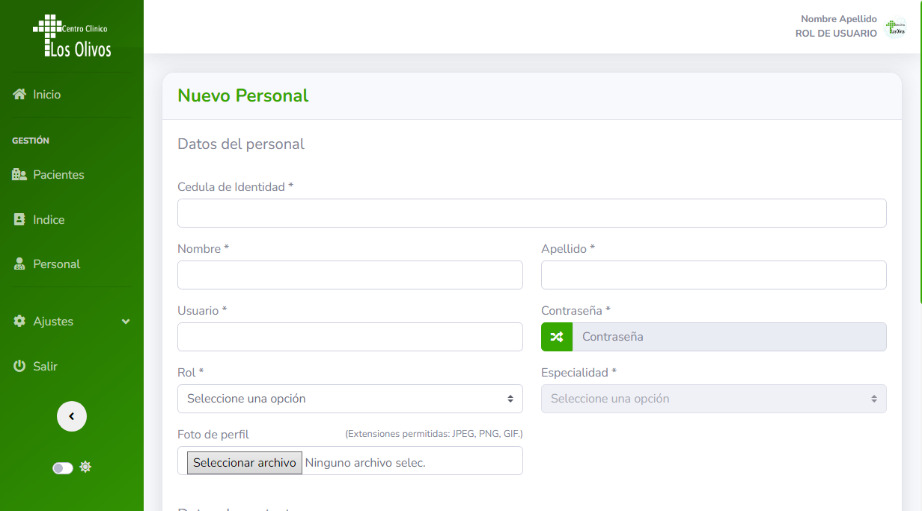 Centro Clinico
Los Olivos
Nombre Apellido
ROL DE USUARIO
Inicio
GESTIÓN
Pacientes
Indice
Personal
Ajustes
Salir
Nuevo Personal
Datos del personal
Cedula de Identidad *
Nombre *
Apellido *
Usuario *
Contraseña *
Contraseña
Rol *
Especialidad *
Seleccione una opción
Seleccione una opción
Foto de perfil
(Extensiones permitidas: JPEG, PNG, GIF.)
Seleccionar archivo
Ninguno archivo selec.